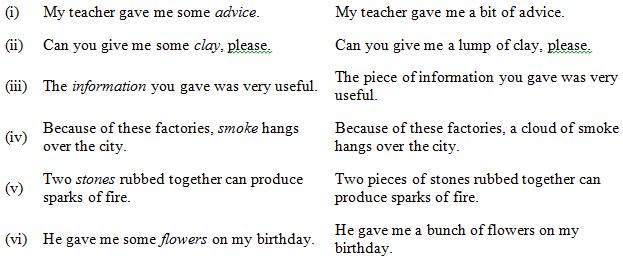 (i) My teacher gave me some advice. My teacher gave me a bit of advice.
(ii) Can you give me some clay, please. Can you give me a lump of clay, please.
(iii) The information you gave was very useful. The piece of information you gave was very
useful.
(iv) Because of these factories, smoke hangs
over the city.
Because of these factories, a cloud of smoke
hangs over the city.
(v) Two stones rubbed together can produce
sparks of fire.
Two pieces of stones rubbed together can
produce sparks of fire.
(vi) He gave me some flowers on my birthday. He gave me a bunch of flowers on my
birthday.